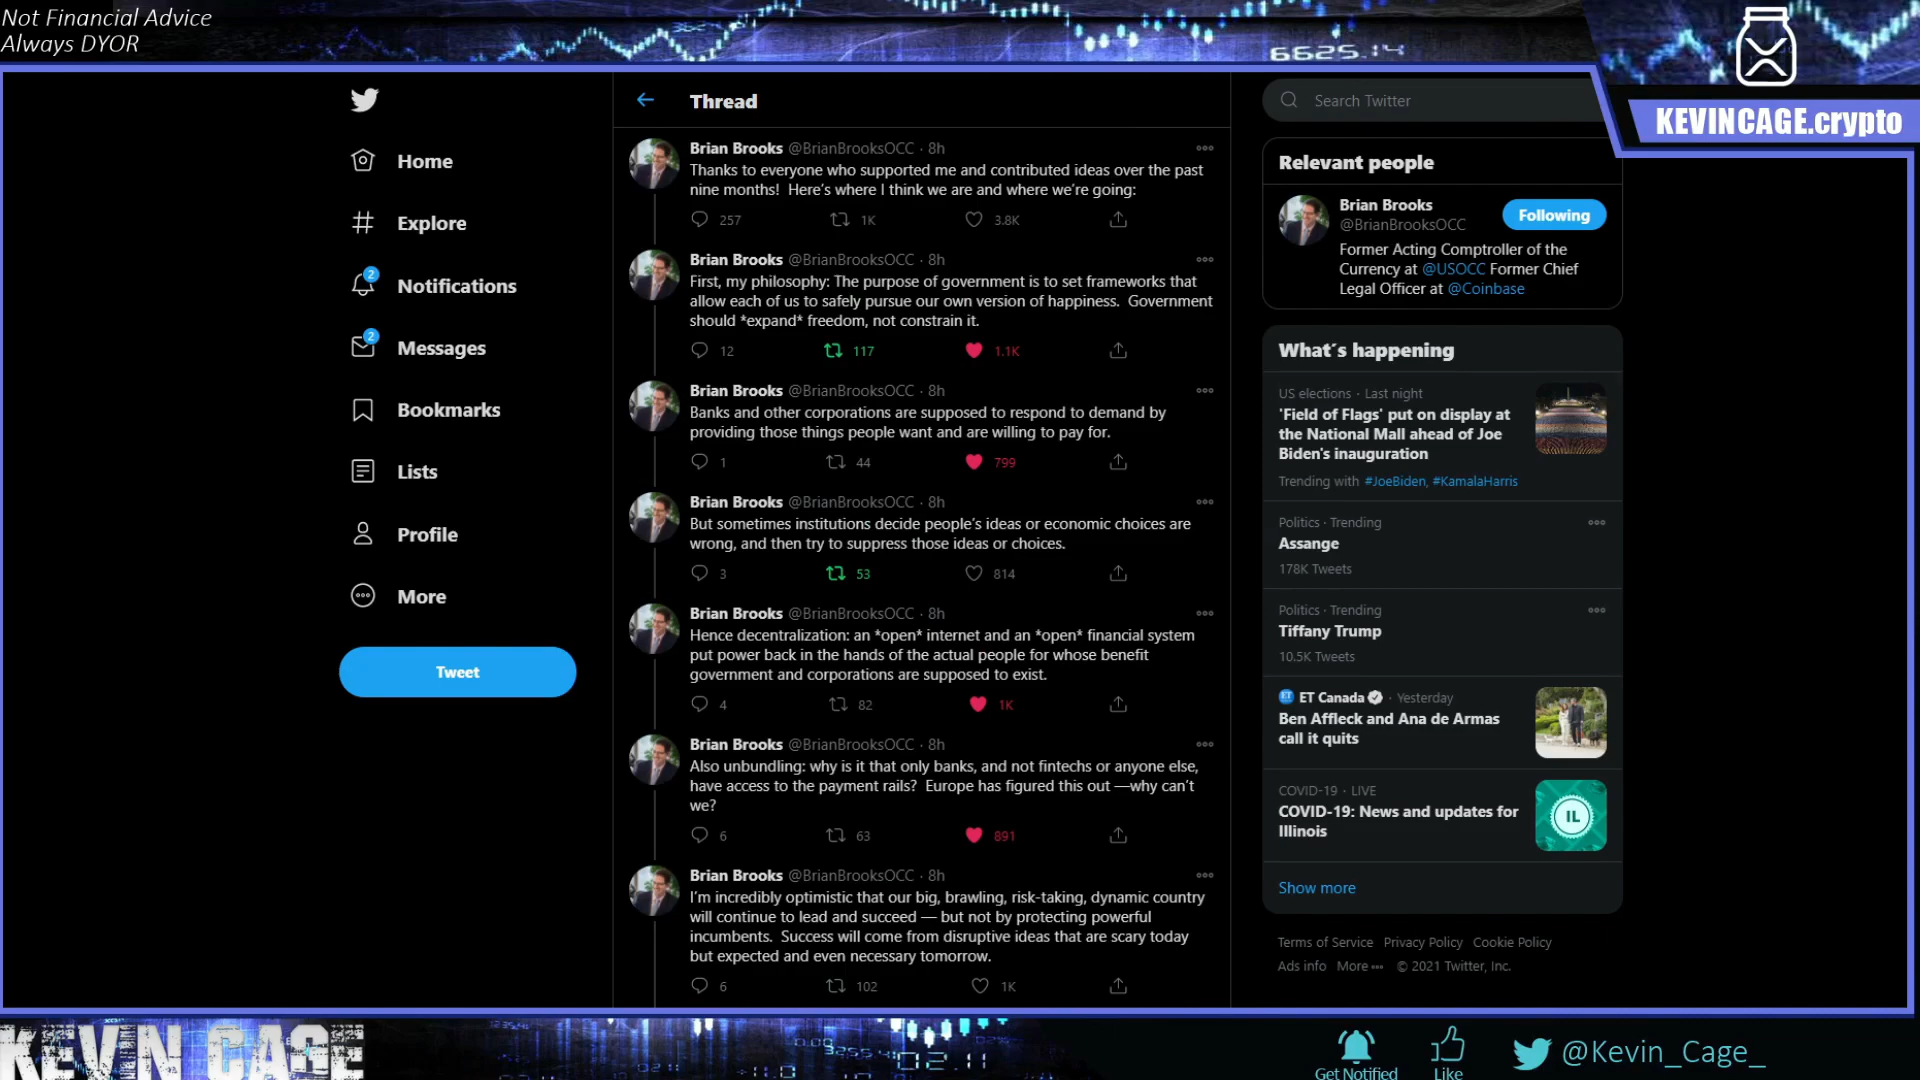 Not Financial Advice
Always DYOR
6625.14
KEVINCAGE.crypto
Home
Explore
2
Notifications
2
Messages
Bookmarks
Lists
Profile
More
Tweet
Thread
Brian Brooks @BrianBrooksOCC · 8h
Thanks to everyone who supported me and contributed ideas over the past
nine months!  Here's where I think we are and where we're going:
257 1K 3.8K
Brian Brooks @BrianBrooksOCC · 8h
First, my philosophy: The purpose of government is to set frameworks that
allow each of us to safely pursue our own version of happiness.  Government
should *expand* freedom, not constrain it.
12 117 1.1K
Brian Brooks @BrianBrooksOCC · 8h
Banks and other corporations are supposed to respond to demand by
providing those things people want and are willing to pay for.
1 44 799
Brian Brooks @BrianBrooksOCC · 8h
But sometimes institutions decide people's ideas or economic choices are
wrong, and then try to suppress those ideas or choices.
3 53 814
Brian Brooks @BrianBrooksOCC · 8h
Hence decentralization: an *open* internet and an *open* financial system
put power back in the hands of the actual people for whose benefit
government and corporations are supposed to exist.
4 82 1K
Brian Brooks @BrianBrooksOCC · 8h
Also unbundling: why is it that only banks, and not fintechs or anyone else,
have access to the payment rails?  Europe has figured this out —why can't
we?
6 63 891
Brian Brooks @BrianBrooksOCC · 8h
I'm incredibly optimistic that our big, brawling, risk-taking, dynamic country
will continue to lead and succeed — but not by protecting powerful
incumbents.  Success will come from disruptive ideas that are scary today
but expected and even necessary tomorrow.
6 102 1K
Search Twitter
Relevant people
Brian Brooks
@BrianBrooksOCC
Following
Former Acting Comptroller of the
Currency at @USOCC Former Chief
Legal Officer at @Coinbase
What´s happening
US elections · Last night
'Field of Flags' put on display at
the National Mall ahead of Joe
Biden's inauguration
Trending with #JoeBiden, #KamalaHarris
Politics · Trending
Assange
178K Tweets
Politics · Trending
Tiffany Trump
10.5K Tweets
ET ET Canada · Yesterday
Ben Affleck and Ana de Armas
call it quits
COVID-19 · LIVE
COVID-19: News and updates for
Illinois
IL
Show more
Terms of Service Privacy Policy Cookie Policy
Ads info More © 2021 Twitter, Inc.
KEVIN CAGE
02.11
Get Notified
Like
@Kevin_Cage_